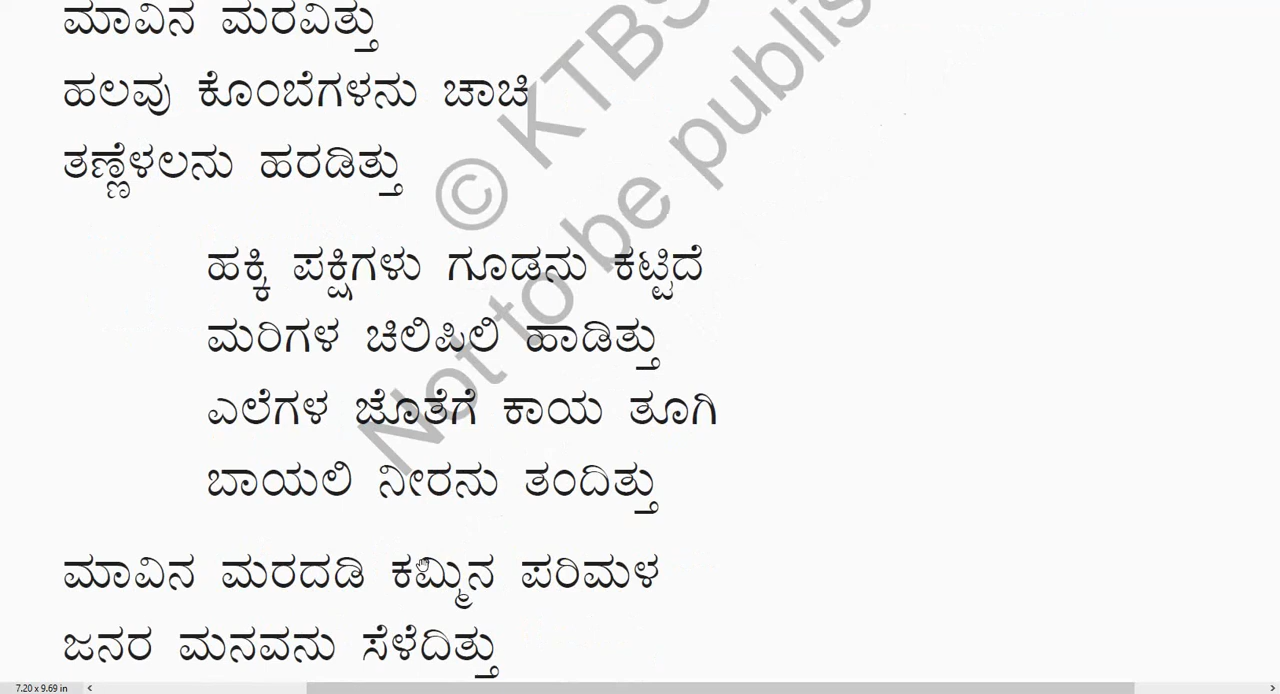 ಮಾವಿನ ಮರವಿತ್ತು
ಹಲವು ಕೊಂಬೆಗಳನು ಚಾಚಿ
ತಣ್ಣೆಳಲನು ಹರಡಿತ್ತು
ಹಕ್ಕಿ ಪಕ್ಷಿಗಳು ಗೂಡನು ಕಟ್ಟಿದೆ
ಮರಿಗಳ ಚಿಲಿಪಿಲಿ ಹಾಡಿತ್ತು
ಎಲೆಗಳ ಜೊತೆಗೆ ಕಾಯ ತೂಗಿ
ಬಾಯಲಿ ನೀರನು ತಂದಿತ್ತು
ಮಾವಿನ ಮರದಡಿ ಕಮ್ಮಿನ ಪರಿಮಳ
ಜನರ ಮನವನು ಸೆಳೆದಿತ್ತು
© KTBS
Not to be publis
7.20 x 9.69 in